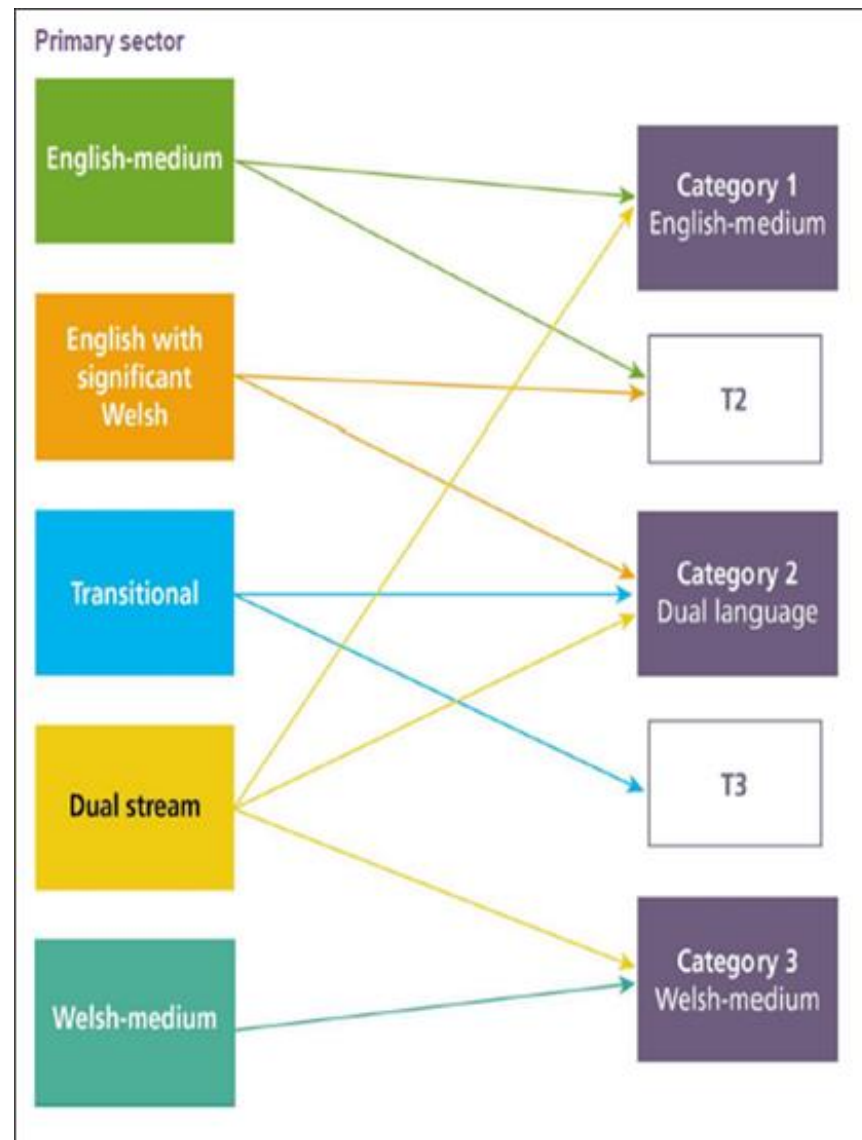 Primary sector
English-medium
English with
significant
Welsh
Transitional
Dual stream
Welsh-medium
Category 1
English-medium
T2
Category 2
Dual language
T3
Category 3
Welsh-medium